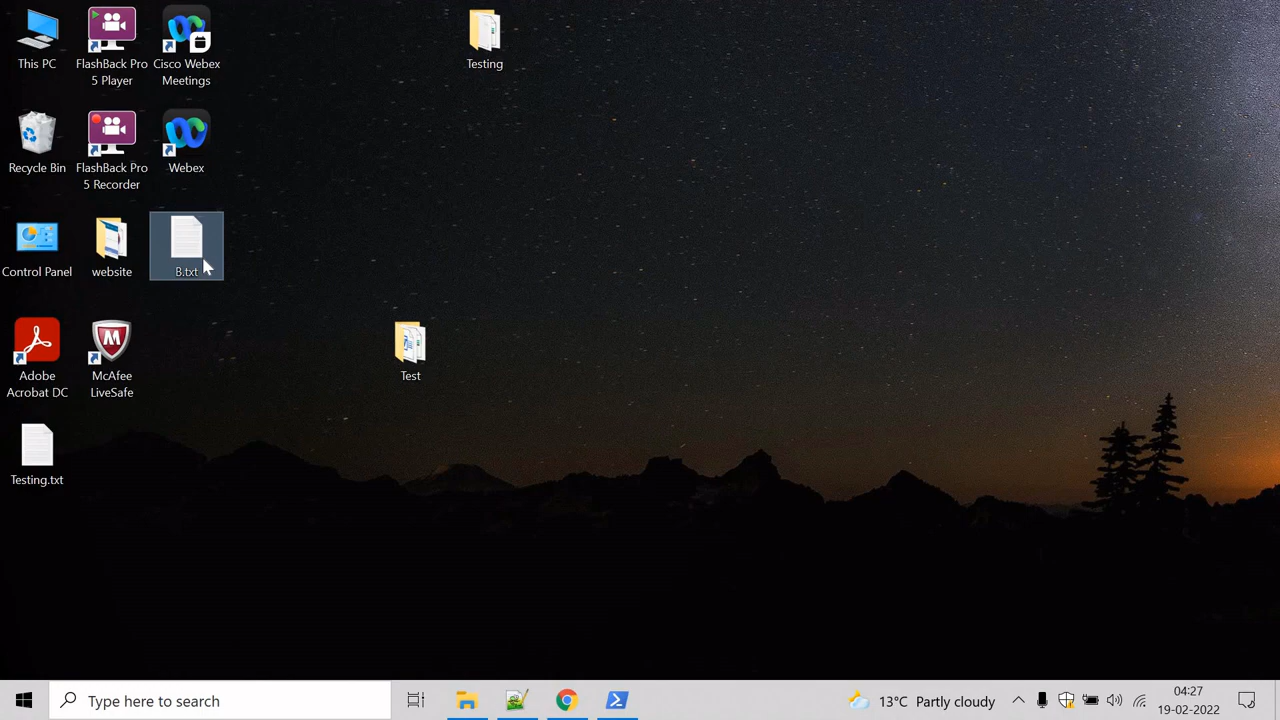 This PC
FlashBack Pro
5 Player
Cisco Webex
Meetings
Testing
Recycle Bin
FlashBack Pro
5 Recorder
Webex
Control Panel
website
B.txt
Adobe
Acrobat DC
McAfee
LiveSafe
Test
Testing.txt
Type here to search
13°C Partly cloudy
04:27
19-02-2022